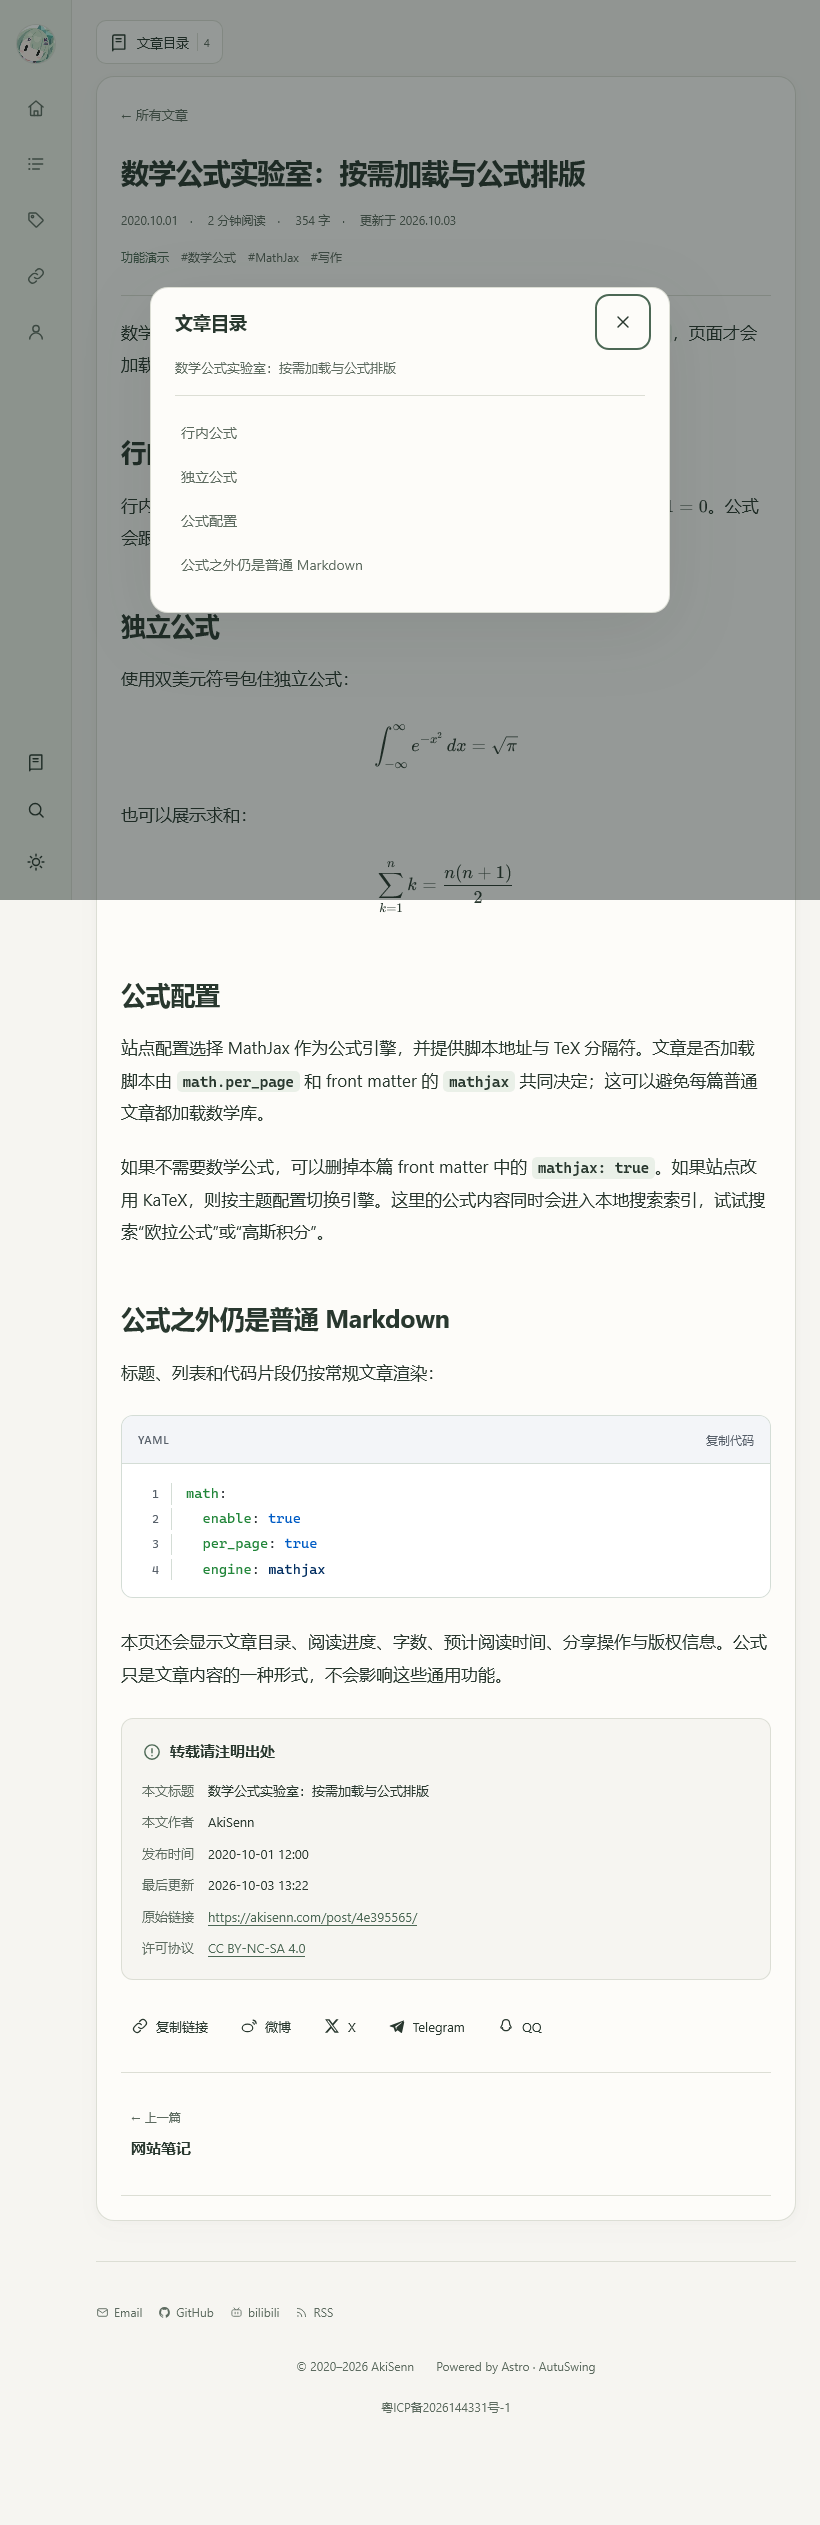 文章目录 4
← 所有文章
数学公式实验室：按需加载与公式排版
2020.10.01 · 2 分钟阅读 · 354 字 · 更新于 2026.10.03
功能演示 #数学公式 #MathJax #写作
数学
，页面才会
加载
文章目录
数学公式实验室：按需加载与公式排版
行内公式
独立公式
公式配置
公式之外仍是普通 Markdown
行内
行内
1 = 0。公式
会跟
独立公式
使用双美元符号包住独立公式：
∫_{-∞}^{∞} e^{-x^2} dx = √π
也可以展示求和：
∑_{k=1}^{n} k = n(n + 1)/2
公式配置
站点配置选择 MathJax 作为公式引擎，并提供脚本地址与 TeX 分隔符。文章是否加载
脚本由 math.per_page 和 front matter 的 mathjax 共同决定；这可以避免每篇普通
文章都加载数学库。
如果不需要数学公式，可以删掉本篇 front matter 中的 mathjax: true。如果站点改
用 KaTeX，则按主题配置切换引擎。这里的公式内容同时会进入本地搜索索引，试试搜
索“欧拉公式”或“高斯积分”。
公式之外仍是普通 Markdown
标题、列表和代码片段仍按常规文章渲染：
YAML 复制代码
1 math:
2   enable: true
3   per_page: true
4   engine: mathjax
本页还会显示文章目录、阅读进度、字数、预计阅读时间、分享操作与版权信息。公式
只是文章内容的一种形式，不会影响这些通用功能。
转载请注明出处
本文标题 数学公式实验室：按需加载与公式排版
本文作者 AkiSenn
发布时间 2020-10-01 12:00
最后更新 2026-10-03 13:22
原始链接 https://akisenn.com/post/4e395565/
许可协议 CC BY-NC-SA 4.0
复制链接 微博 X Telegram QQ
← 上一篇
网站笔记
Email GitHub bilibili RSS
© 2020–2026 AkiSenn Powered by Astro · AutuSwing
粤ICP备2026144331号-1